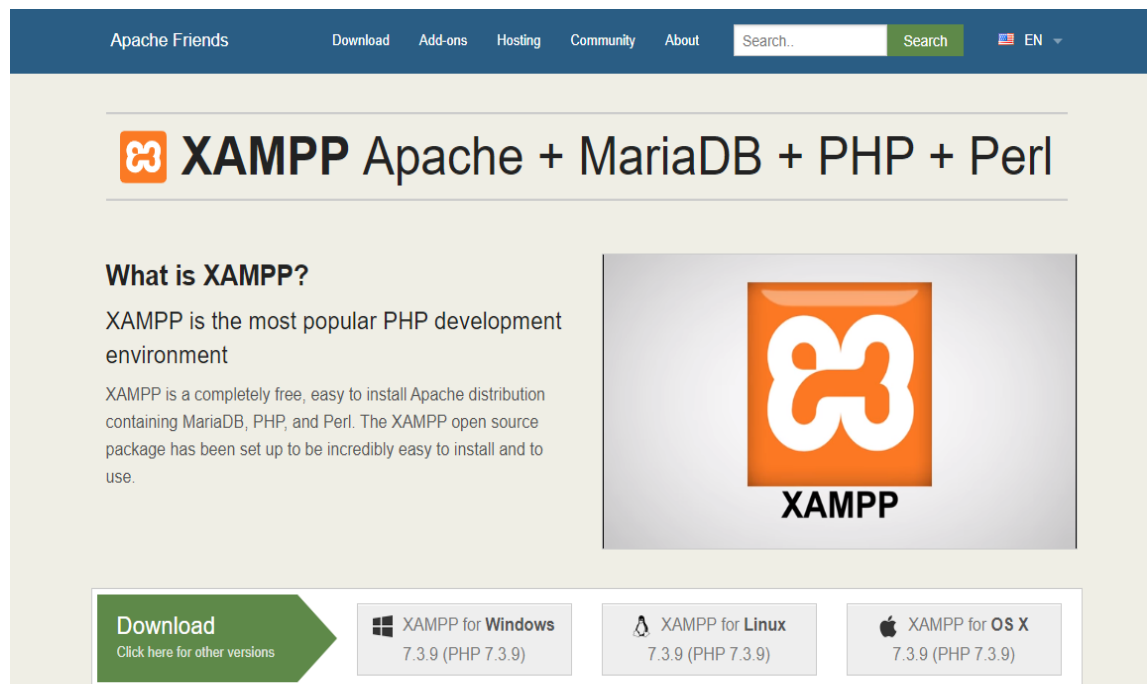 Apache Friends Download Add-ons Hosting Community About Search.. Search EN
XAMPP Apache + MariaDB + PHP + Perl
What is XAMPP?
XAMPP is the most popular PHP development
environment
XAMPP is a completely free, easy to install Apache distribution
containing MariaDB, PHP, and Perl. The XAMPP open source
package has been set up to be incredibly easy to install and to
use.
XAMPP
Download
Click here for other versions
XAMPP for Windows
7.3.9 (PHP 7.3.9)
XAMPP for Linux
7.3.9 (PHP 7.3.9)
XAMPP for OS X
7.3.9 (PHP 7.3.9)